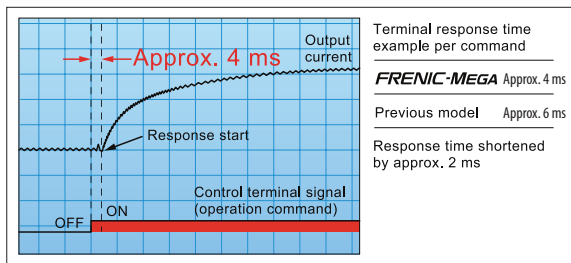 Approx. 4 ms
Output
current
Response start
Control terminal signal
(operation command)
ON
OFF
Terminal response time
example per command
FRENIC-MEGA Approx. 4 ms
Previous model Approx. 6 ms
Response time shortened
by approx. 2 ms